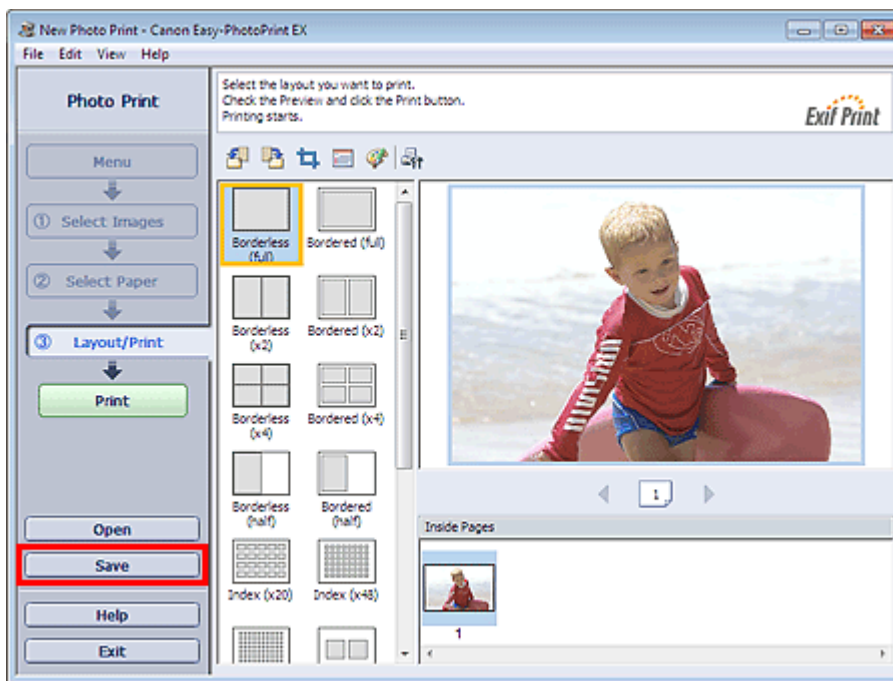 New Photo Print - Canon Easy-PhotoPrint EX
File Edit View Help
Photo Print
Select the layout you want to print.
Check the Preview and click the Print button.
Printing starts.
Exif Print
Menu
① Select Images
② Select Paper
③ Layout/Print
Print
Open
Save
Help
Exit
Borderless
(full)
Bordered (full)
Borderless
(x2)
Bordered (x2)
Borderless
(x4)
Bordered (x4)
Borderless
(half)
Bordered
(half)
Index (x20)
Index (x48)
1
Inside Pages
1